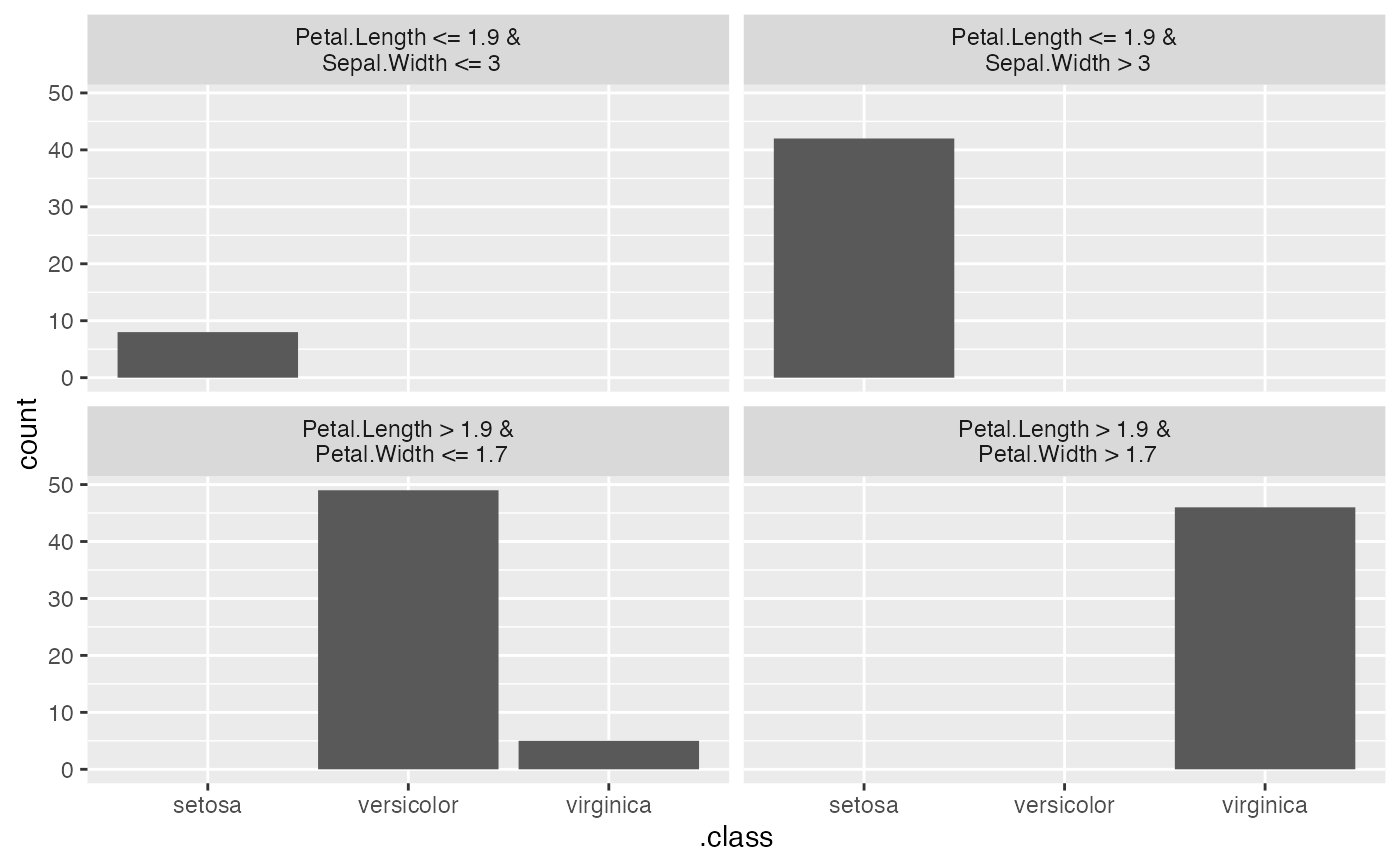 Petal.Length <= 1.9 &
Sepal.Width <= 3
Petal.Length <= 1.9 &
Sepal.Width > 3
50
40
30
20
10
0
count
Petal.Length > 1.9 &
Petal.Width <= 1.7
Petal.Length > 1.9 &
Petal.Width > 1.7
50
40
30
20
10
0
setosa versicolor virginica setosa versicolor virginica
.class